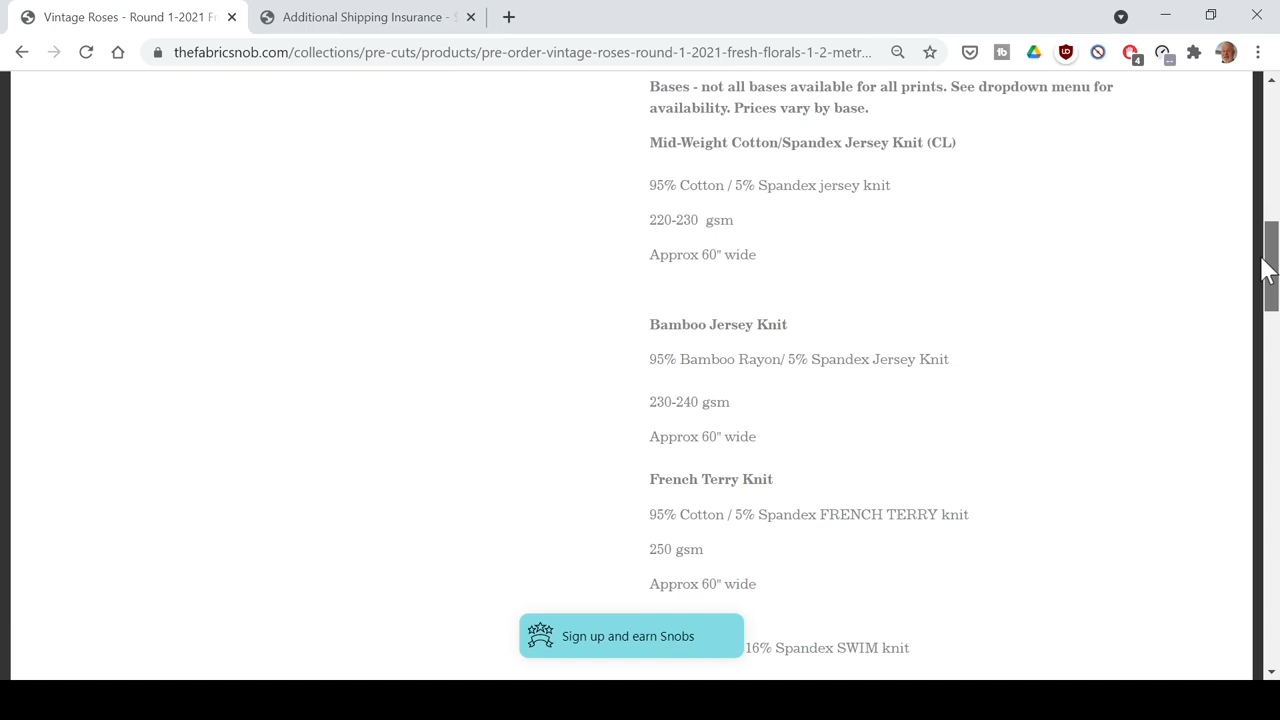 Vintage Roses - Round 1-2021 Fr
Additional Shipping Insurance - S
thefabricsnob.com/collections/pre-cuts/products/pre-order-vintage-roses-round-1-2021-fresh-florals-1-2-metr...
4
Bases - not all bases available for all prints. See dropdown menu for
availability. Prices vary by base.
Mid-Weight Cotton/Spandex Jersey Knit (CL)
95% Cotton / 5% Spandex jersey knit
220-230 gsm
Approx 60" wide
Bamboo Jersey Knit
95% Bamboo Rayon/ 5% Spandex Jersey Knit
230-240 gsm
Approx 60" wide
French Terry Knit
95% Cotton / 5% Spandex FRENCH TERRY knit
250 gsm
Approx 60" wide
Sign up and earn Snobs
16% Spandex SWIM knit